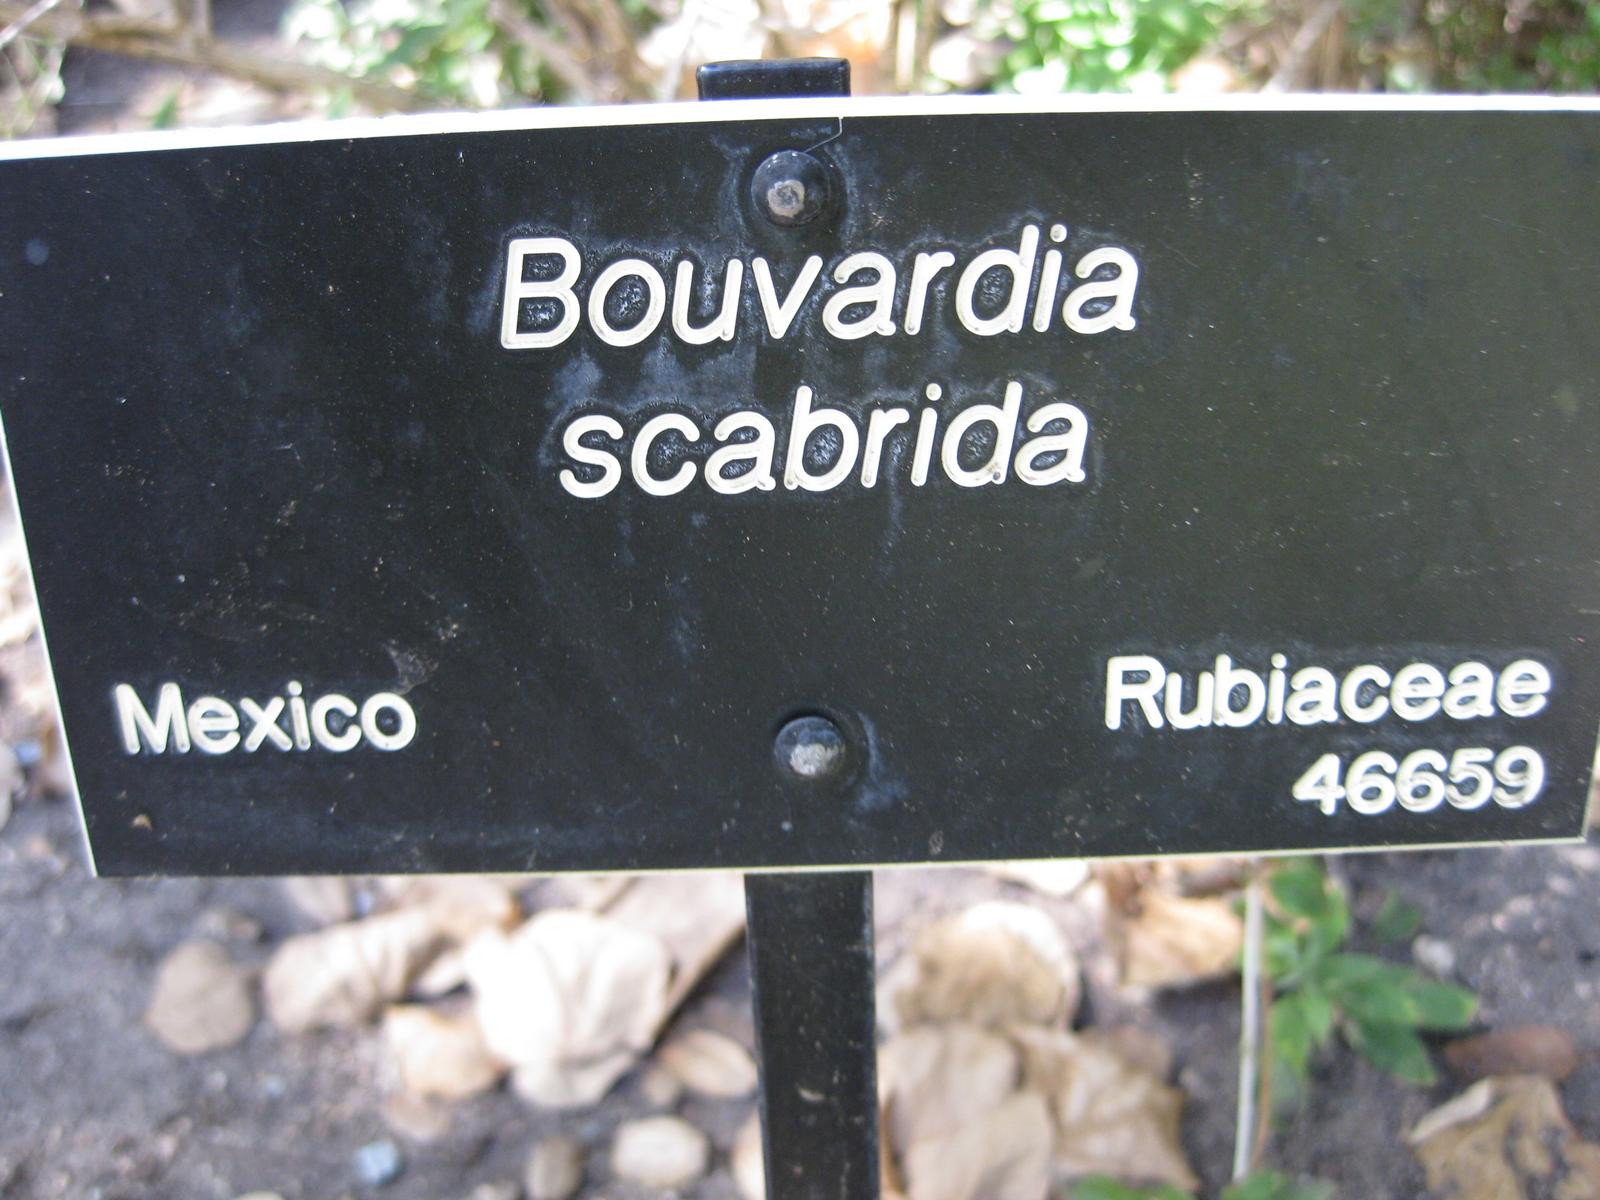 Bouvardia
scabrida
Mexico
Rubiaceae
46659